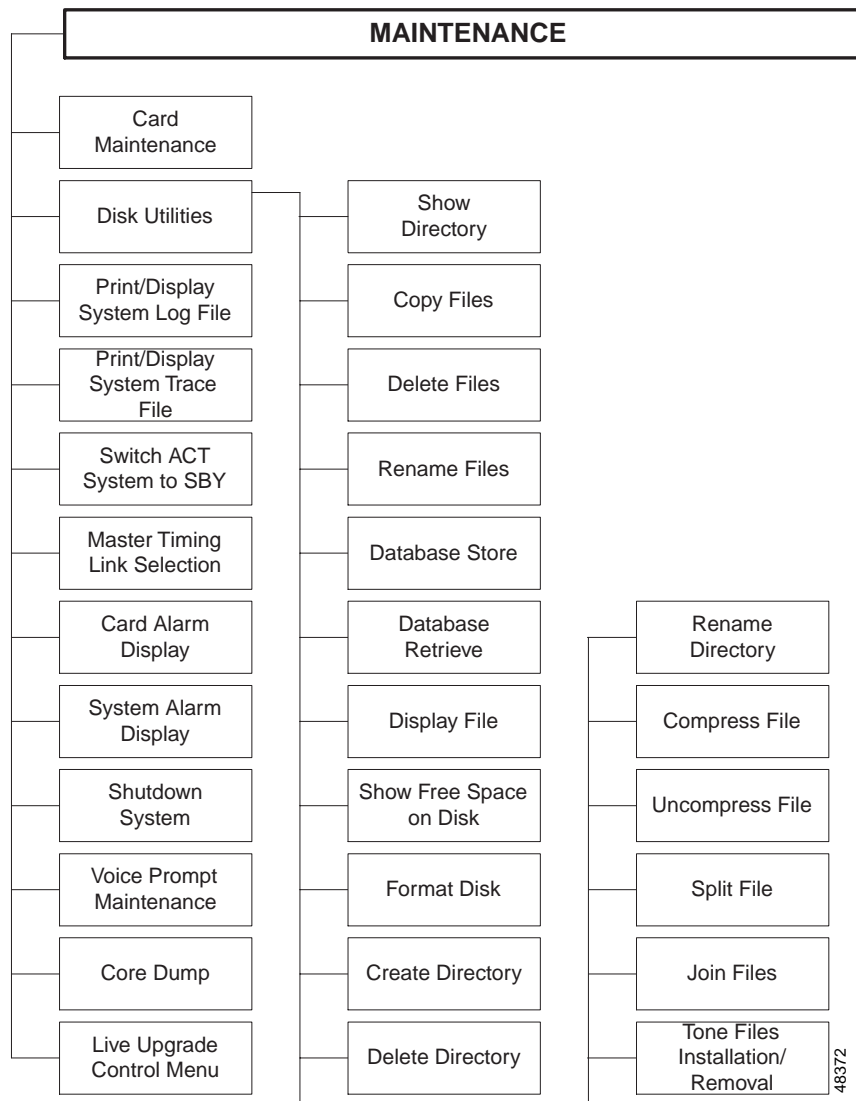 MAINTENANCE
Card
Maintenance
Disk Utilities
Print/Display
System Log File
Print/Display
System Trace
File
Switch ACT
System to SBY
Master Timing
Link Selection
Card Alarm
Display
System Alarm
Display
Shutdown
System
Voice Prompt
Maintenance
Core Dump
Live Upgrade
Control Menu
Show
Directory
Copy Files
Delete Files
Rename Files
Database Store
Database
Retrieve
Display File
Show Free Space
on Disk
Format Disk
Create Directory
Delete Directory
Rename
Directory
Compress File
Uncompress File
Split File
Join Files
Tone Files
Installation/
Removal
48372